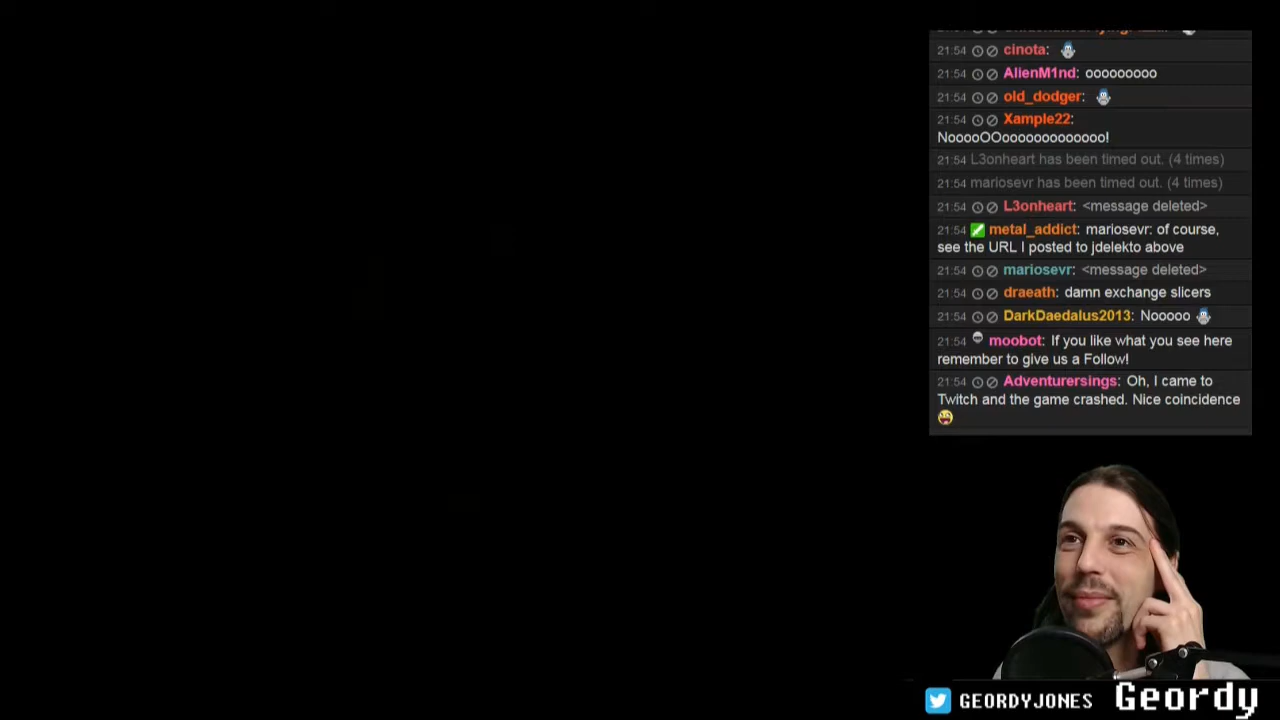 21:54 cinota:
21:54 AlienM1nd: ooooooooo
21:54 old_dodger:
21:54 Xample22:
NooooOOooooooooooooo!
21:54 L3onheart has been timed out. (4 times)
21:54 mariosevr has been timed out. (4 times)
21:54 L3onheart: <message deleted>
21:54 metal_addict: mariosevr: of course,
see the URL I posted to jdelekto above
21:54 mariosevr: <message deleted>
21:54 draeath: damn exchange slicers
21:54 DarkDaedalus2013: Nooooo
21:54 moobot: If you like what you see here
remember to give us a Follow!
21:54 Adventurersings: Oh, I came to
Twitch and the game crashed. Nice coincidence
GEORDYJONES Geordy